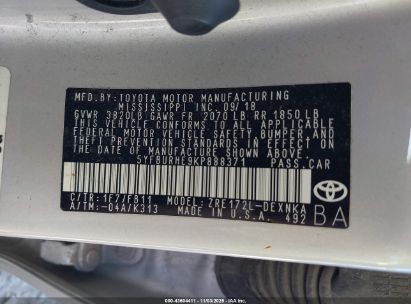 MFD.BY:TOYOTA MOTOR MANUFACTURING
MISSISSIPPI INC. 09/18
GVWR 3820LB GAWR FR 2070 LB RR 1850 LB
THIS VEHICLE CONFORMS TO ALL APPLICABLE
FEDERAL MOTOR VEHICLE SAFETY, BUMPER, AND
THEFT PREVENTION STANDARDS IN EFFECT ON
THE DATE OF MANUFACTURE SHOWN ABOVE.
5YFBURHE9KP888371 PASS.CAR
C/TR:1F7/FB11 MODEL:ZRE172L-DEXNKA
A/TM:-04A/K313 MADE IN U.S.A. 492
TOYOTA
BA